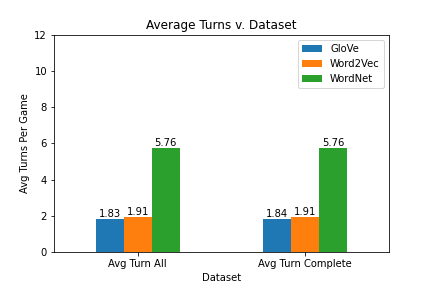 Average Turns v. Dataset
12
10
8
6
4
2
0
Avg Turns Per Game
GloVe
Word2Vec
WordNet
1.83
1.91
5.76
1.84
1.91
5.76
Avg Turn All
Avg Turn Complete
Dataset